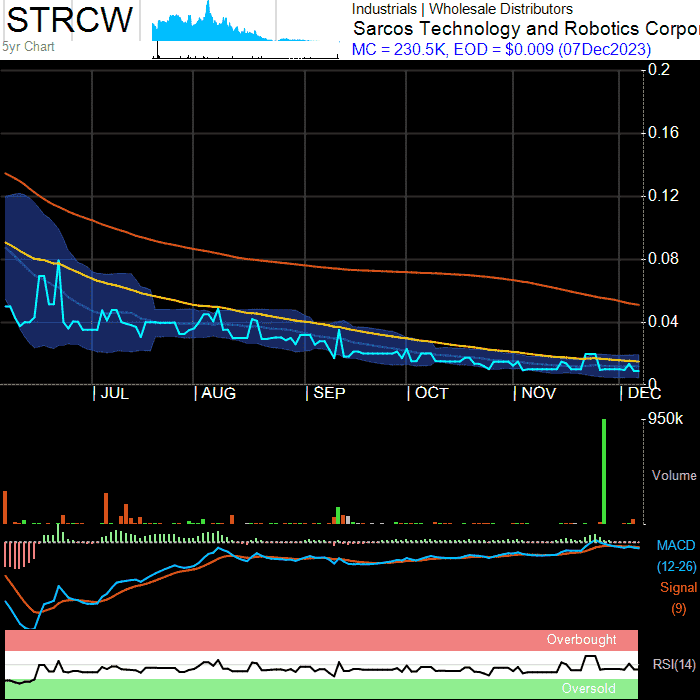 STRCW
5yr Chart
Industrials | Wholesale Distributors
Sarcos Technology and Robotics Corpor
MC = 230.5K, EOD = $0.009 (07Dec2023)
0.2
0.16
0.12
0.08
0.04
0
JUL AUG SEP OCT NOV DEC
950k
Volume
MACD
(12-26)
Signal
(9)
Overbought
RSI(14)
Oversold